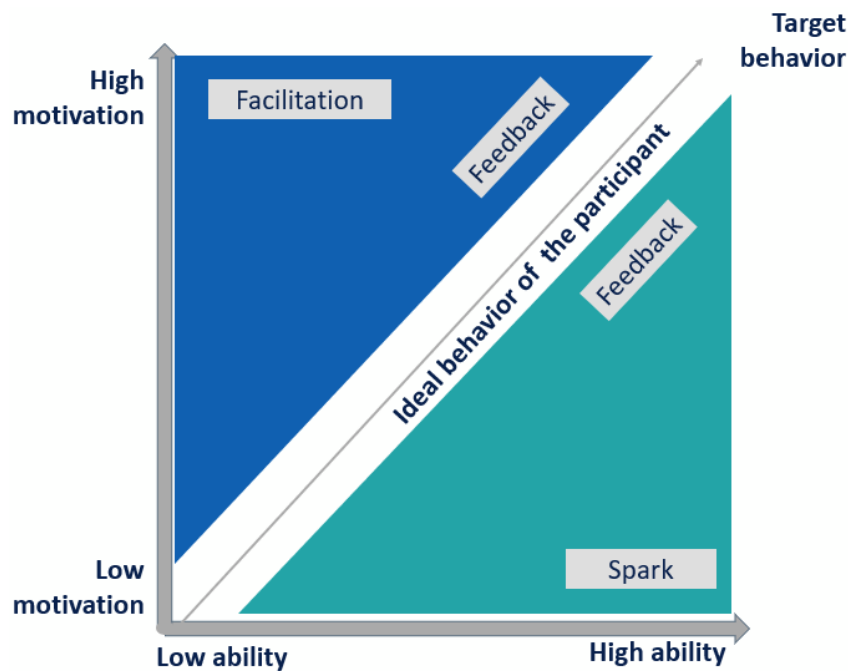 Target
behavior
High
motivation
Facilitation
Feedback
Ideal behavior of the participant
Feedback
Low
motivation
Spark
Low ability
High ability